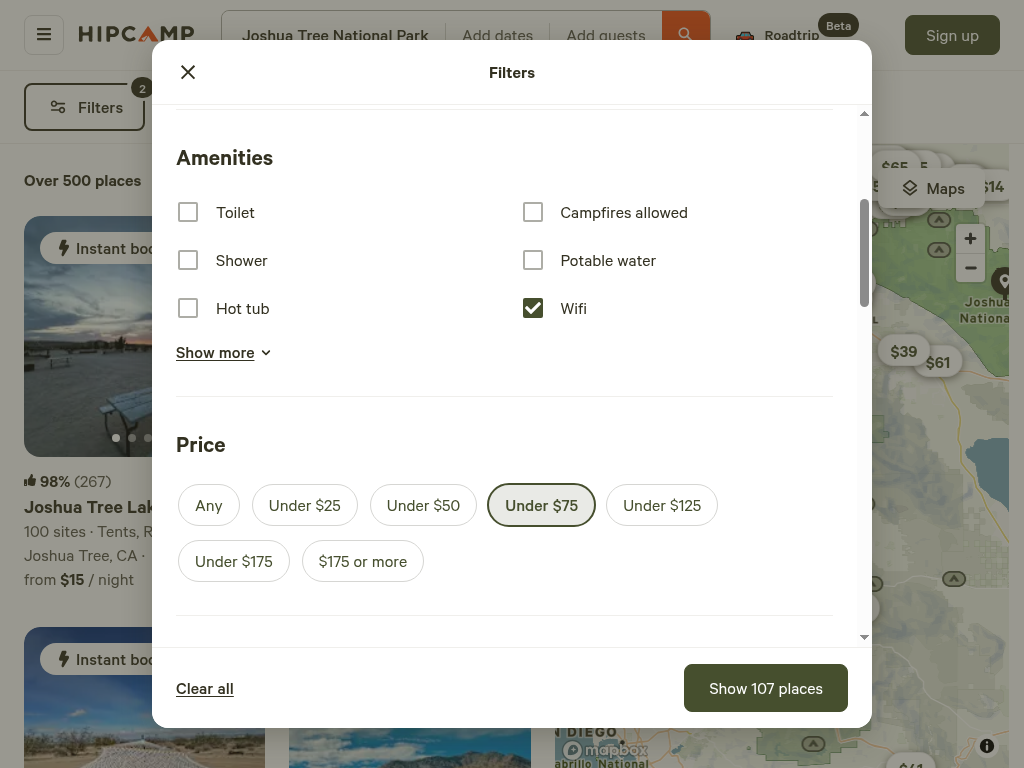 HIPCAMP
Joshua Tree National Park
Add dates
Add guests
Roadtrip
Beta
Sign up
Filters
2
Filters
Over 500 places
Amenities
Toilet
Campfires allowed
Shower
Potable water
Hot tub
Wifi
Show more
Price
Any
Under $25
Under $50
Under $75
Under $125
Under $175
$175 or more
Clear all
Show 107 places
Instant boo
98% (267)
Joshua Tree Lak
100 sites · Tents, R
Joshua Tree, CA ·
from $15 / night
Instant boo
$65
$14
Maps
+
−
Joshua
Nationa
$39
$61
N DIEGO
mapbox
abrillo National
$41